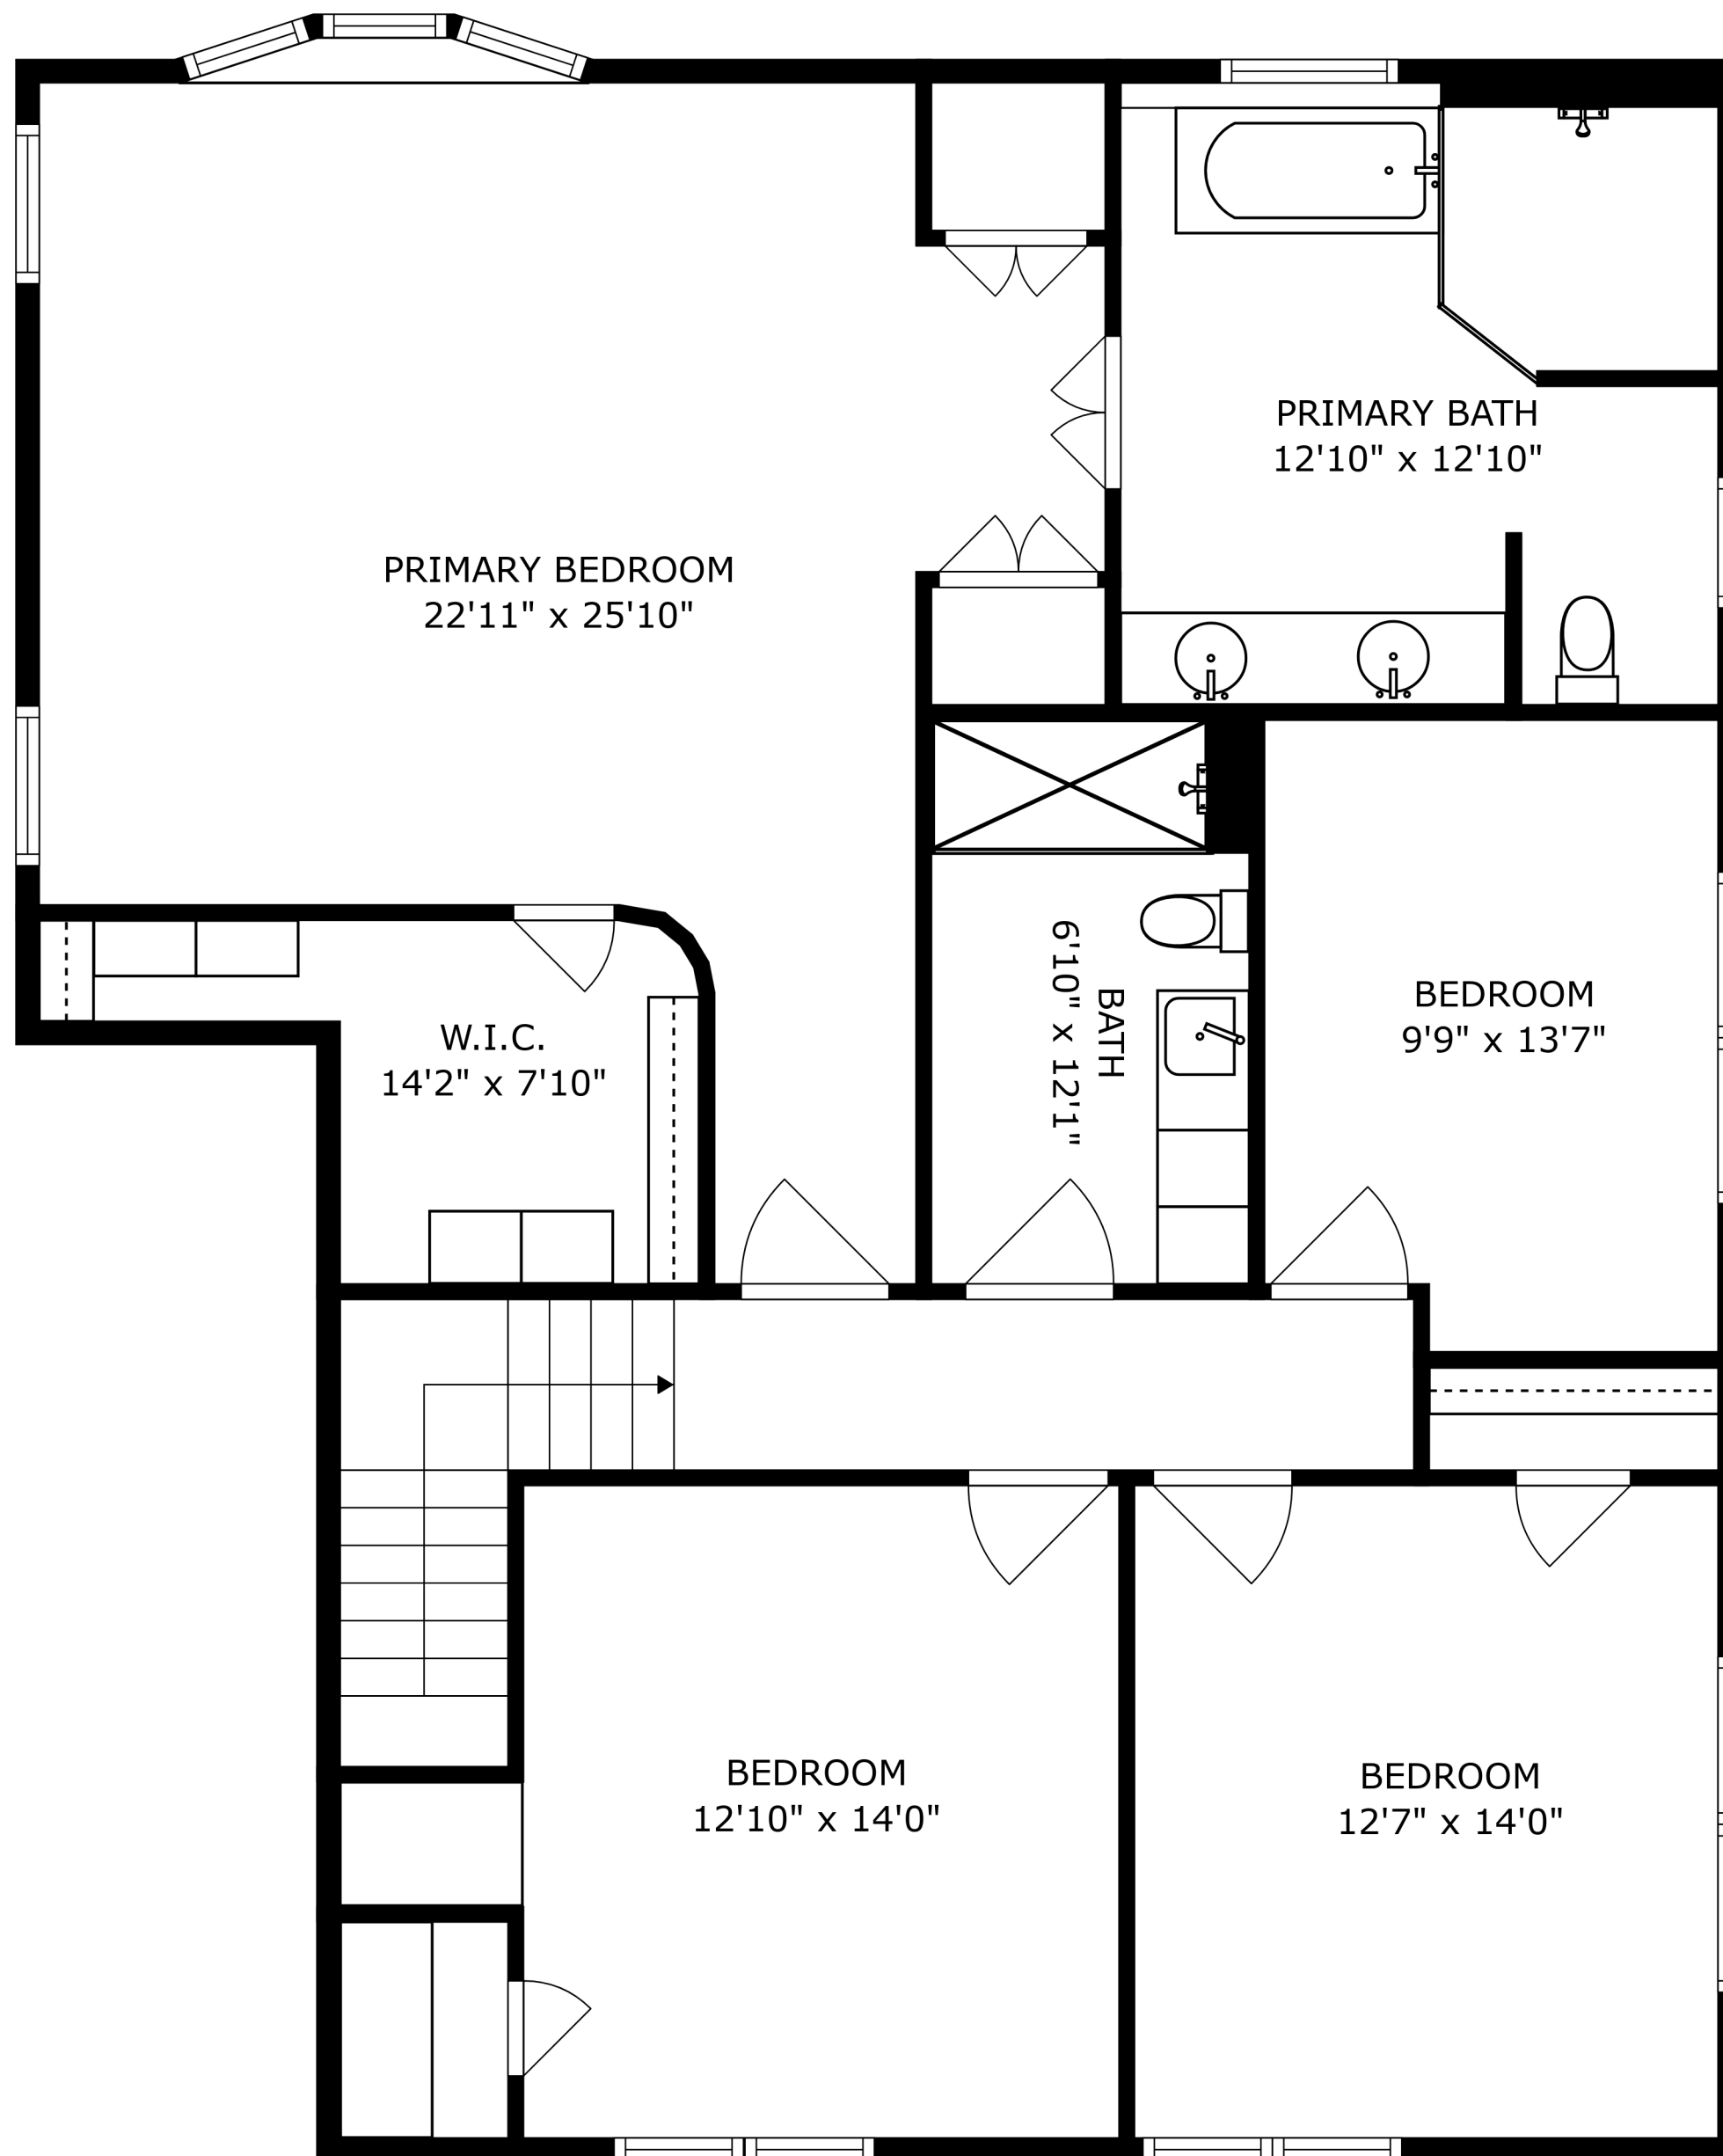 PRIMARY BATH
12'10" x 12'10"
PRIMARY BEDROOM
22'11" x 25'10"
BEDROOM
9'9" x 13'7"
W.I.C.
14'2" x 7'10"
BATH
6'10" x 12'1"
BEDROOM
12'10" x 14'0"
BEDROOM
12'7" x 14'0"